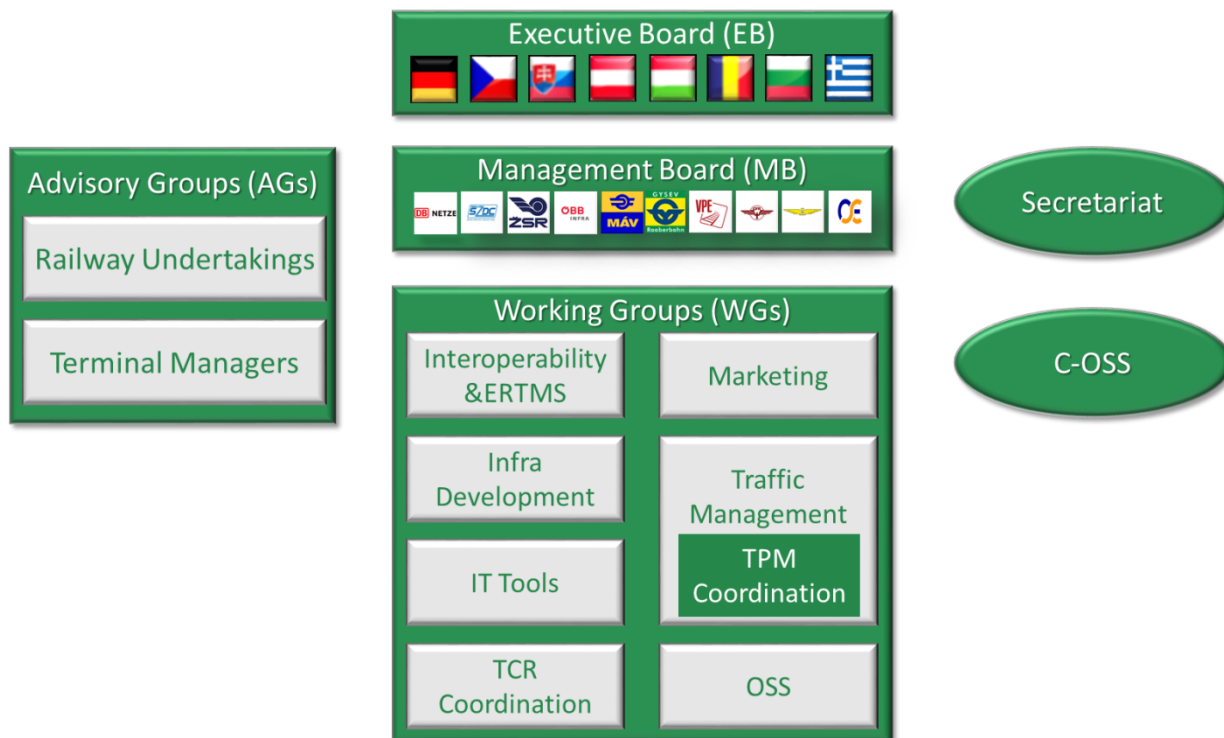 Executive Board (EB)
Advisory Groups (AGs)
Railway Undertakings
Terminal Managers
Management Board (MB)
DB NETZE
SŽDC
ŽSR
ÖBB
INFRA
MÁV
GYSEV
Raaberbahn
VPE
Working Groups (WGs)
Interoperability
&ERTMS
Marketing
Infra
Development
Traffic
Management
TPM
Coordination
IT Tools
TCR
Coordination
OSS
Secretariat
C-OSS